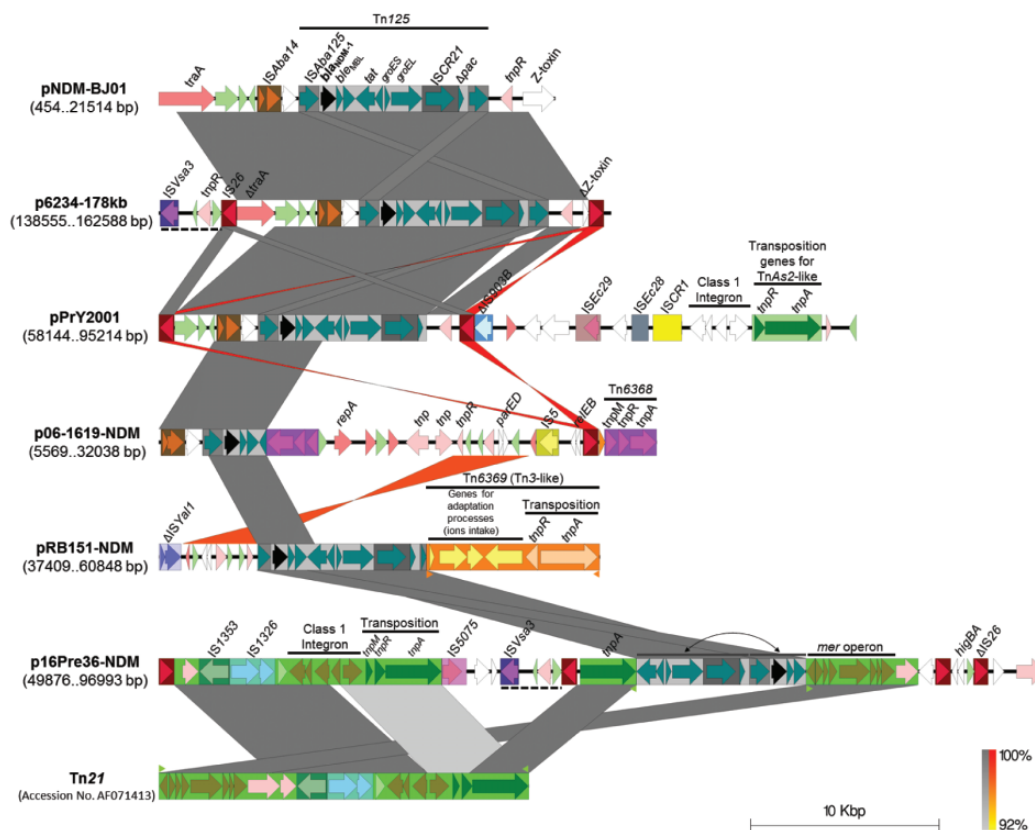 Tn125
traA
ISAba14
ISAba125
blaNDM-1
bleMBL
tat
groES
groEL
ISCR21
Δpac
tnpR
Z-toxin
pNDM-BJ01
(454..21514 bp)
ISVsa3
tnpR
IS26
ΔtraA
ΔZ-toxin
p6234-178kb
(138555..162588 bp)
ΔIS903B
ISEc29
ISEc28
ISCR1
Class 1
Integron
Transposition
genes for
TnAs2-like
tnpR
tnpA
pPrY2001
(58144..95214 bp)
repA
tnp
tnp
tnpR
parED
IS5
relEB
Tn6368
tnpM
tnpR
tnpA
p06-1619-NDM
(5569..32038 bp)
ΔISYal1
Tn6369 (Tn3-like)
Genes for
adaptation
processes
(ions intake)
Transposition
tnpR
tnpA
pRB151-NDM
(37409..60848 bp)
IS1353
IS1326
Class 1
Integron
Transposition
tnpM
tnpR
tnpA
IS5075
ISVsa3
tnpA
mer operon
higBA
ΔIS26
p16Pre36-NDM
(49876..96993 bp)
Tn21
(Accession No. AF071413)
10 Kbp
100%
92%